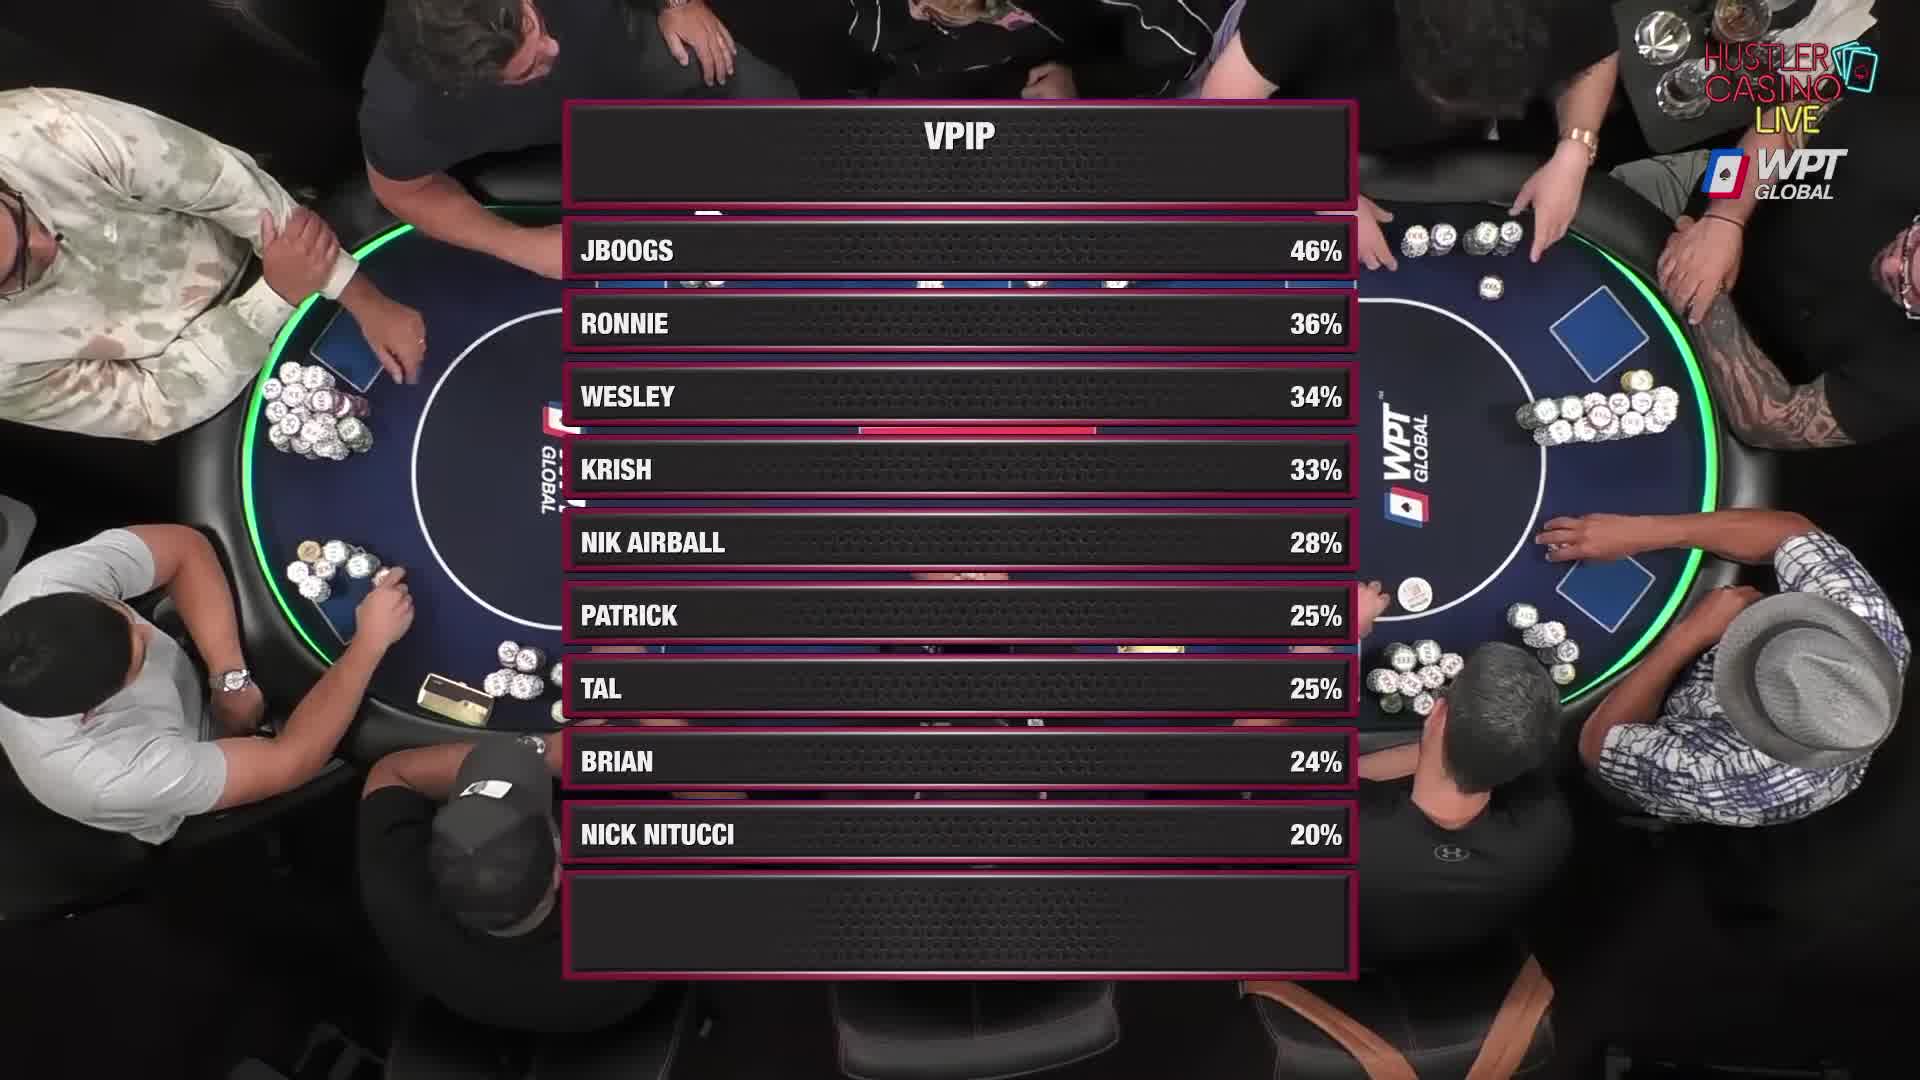 HUSTLER
CASINO
LIVE
WPT
GLOBAL
VPIP
JBOOGS 46%
RONNIE 36%
WESLEY 34%
KRISH 33%
NIK AIRBALL 28%
PATRICK 25%
TAL 25%
BRIAN 24%
NICK NITUCCI 20%
GLOBAL
WPT
GLOBAL